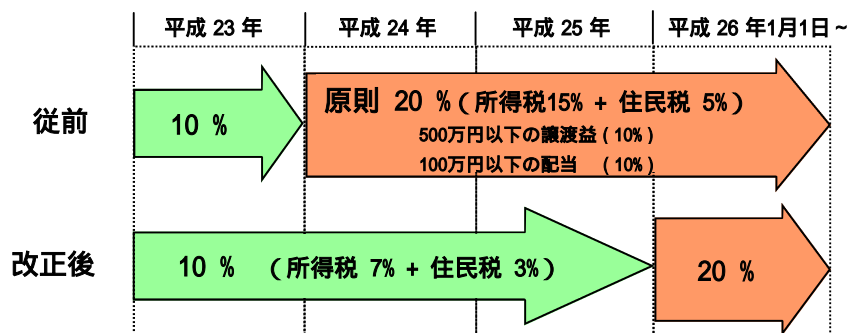 平成 23 年 平成 24 年 平成 25 年 平成 26 年1月1日~
従前
10 %
原則 20 %(所得税15% + 住民税 5%)
500万円以下の譲渡益(10%)
100万円以下の配当 (10%)
改正後
10 % (所得税 7% + 住民税 3%)
20 %